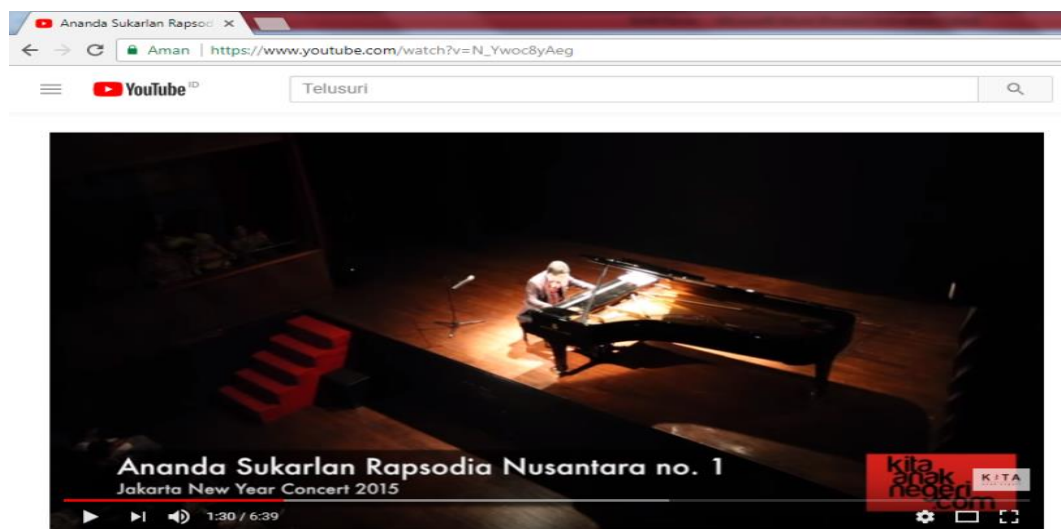 Ananda Sukarlan Rapsod
Aman | https://www.youtube.com/watch?v=N_Ywoc8yAeg
YouTube ID
Telusuri
Ananda Sukarlan Rapsodia Nusantara no. 1
Jakarta New Year Concert 2015
kita
anak
negeri
.com
KITA
1:30 / 6:39